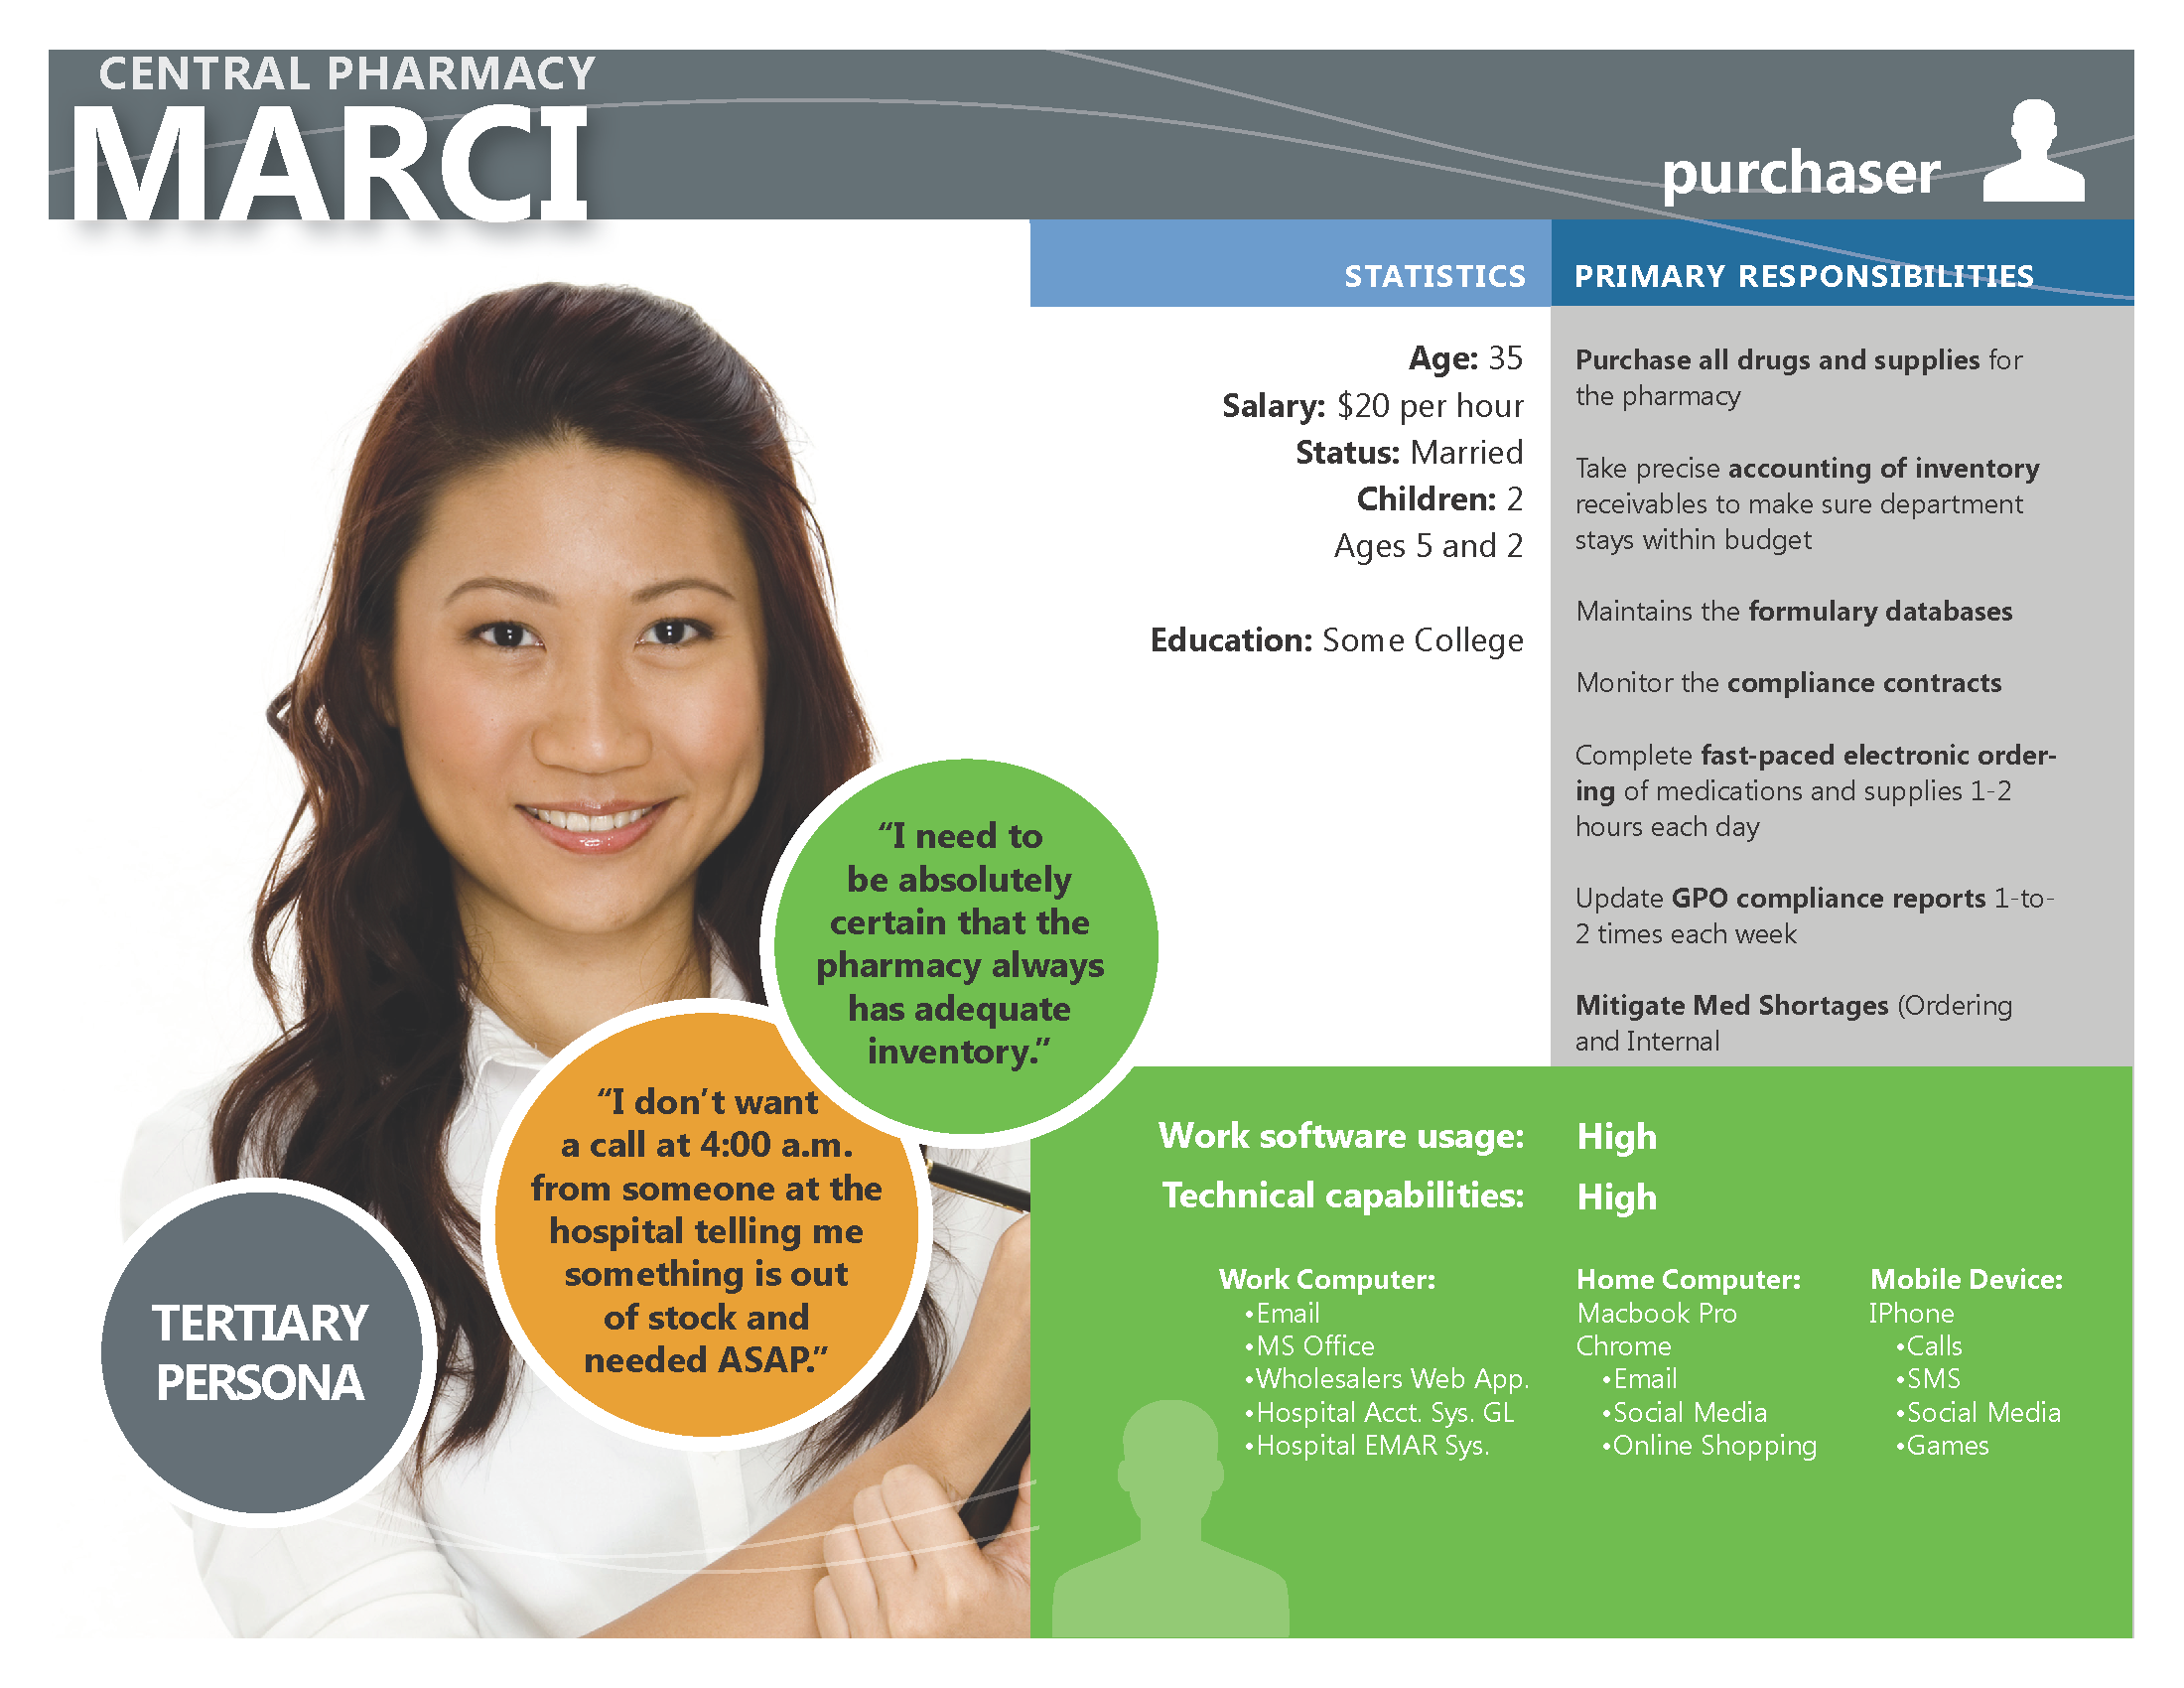 CENTRAL PHARMACY
MARCI
purchaser
STATISTICS
Age: 35
Salary: $20 per hour
Status: Married
Children: 2
Ages 5 and 2
Education: Some College
PRIMARY RESPONSIBILITIES
Purchase all drugs and supplies for
the pharmacy
Take precise accounting of inventory
receivables to make sure department
stays within budget
Maintains the formulary databases
Monitor the compliance contracts
Complete fast-paced electronic order-
ing of medications and supplies 1-2
hours each day
Update GPO compliance reports 1-to-
2 times each week
Mitigate Med Shortages (Ordering
and Internal
“I need to
be absolutely
certain that the
pharmacy always
has adequate
inventory.”
“I don’t want
a call at 4:00 a.m.
from someone at the
hospital telling me
something is out
of stock and
needed ASAP.”
TERTIARY
PERSONA
Work software usage: High
Technical capabilities: High
Work Computer:
•Email
•MS Office
•Wholesalers Web App.
•Hospital Acct. Sys. GL
•Hospital EMAR Sys.
Home Computer:
Macbook Pro
Chrome
•Email
•Social Media
•Online Shopping
Mobile Device:
IPhone
•Calls
•SMS
•Social Media
•Games